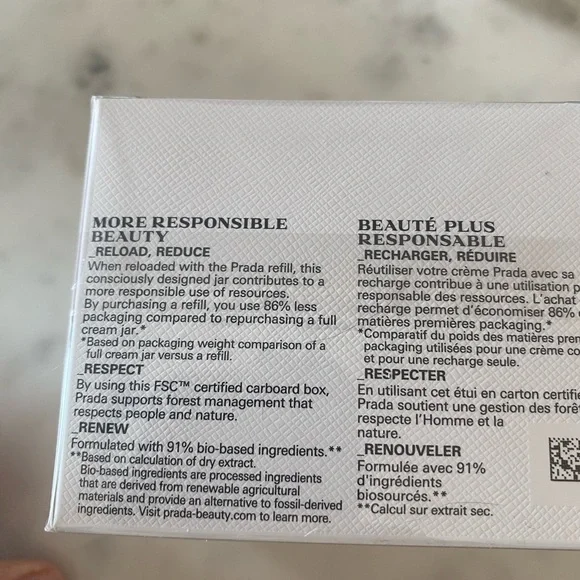 MORE RESPONSIBLE
BEAUTY
_RELOAD, REDUCE
When reloaded with the Prada refill, this
consciously designed jar contributes to a
more responsible use of resources.
By purchasing a refill, you use 86% less
packaging compared to repurchasing a full
cream jar.*
*Based on packaging weight comparison of a
full cream jar versus a refill.
_RESPECT
By using this FSC™ certified carboard box,
Prada supports forest management that
respects people and nature.
_RENEW
Formulated with 91% bio-based ingredients.**
**Based on calculation of dry extract.
Bio-based ingredients are processed ingredients
that are derived from renewable agricultural
materials and provide an alternative to fossil-derived
ingredients. Visit prada-beauty.com to learn more.
BEAUTÉ PLUS
RESPONSABLE
_RECHARGER, RÉDUIRE
Réutiliser votre crème Prada avec sa
recharge contribue à une utilisation
responsable des ressources. L'achat
recharge permet d'économiser 86%
matières premières packaging.*
*Comparatif du poids des matières
packaging utilisées pour une crème
et pour une recharge seule.
_RESPECTER
En utilisant cet étui en carton
Prada soutient une gestion des
respecte l'Homme et la
nature.
_RENOUVELER
Formulée avec 91%
d'ingrédients
biosourcés.**
**Calcul sur extrait sec.